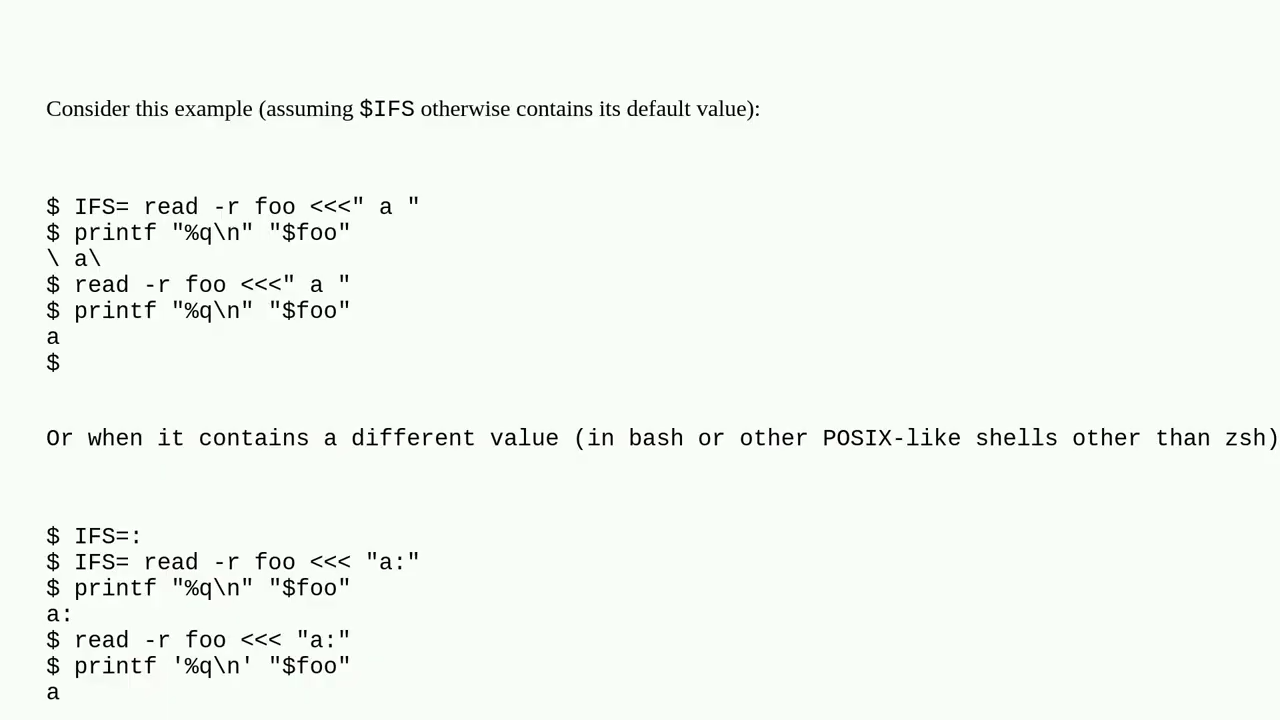 Consider this example (assuming $IFS otherwise contains its default value):
$ IFS= read -r foo <<<" a "
$ printf "%q\n" "$foo"
\ a\
$ read -r foo <<<" a "
$ printf "%q\n" "$foo"
a
$
Or when it contains a different value (in bash or other POSIX-like shells other than zsh)
$ IFS=:
$ IFS= read -r foo <<< "a:"
$ printf "%q\n" "$foo"
a:
$ read -r foo <<< "a:"
$ printf '%q\n' "$foo"
a